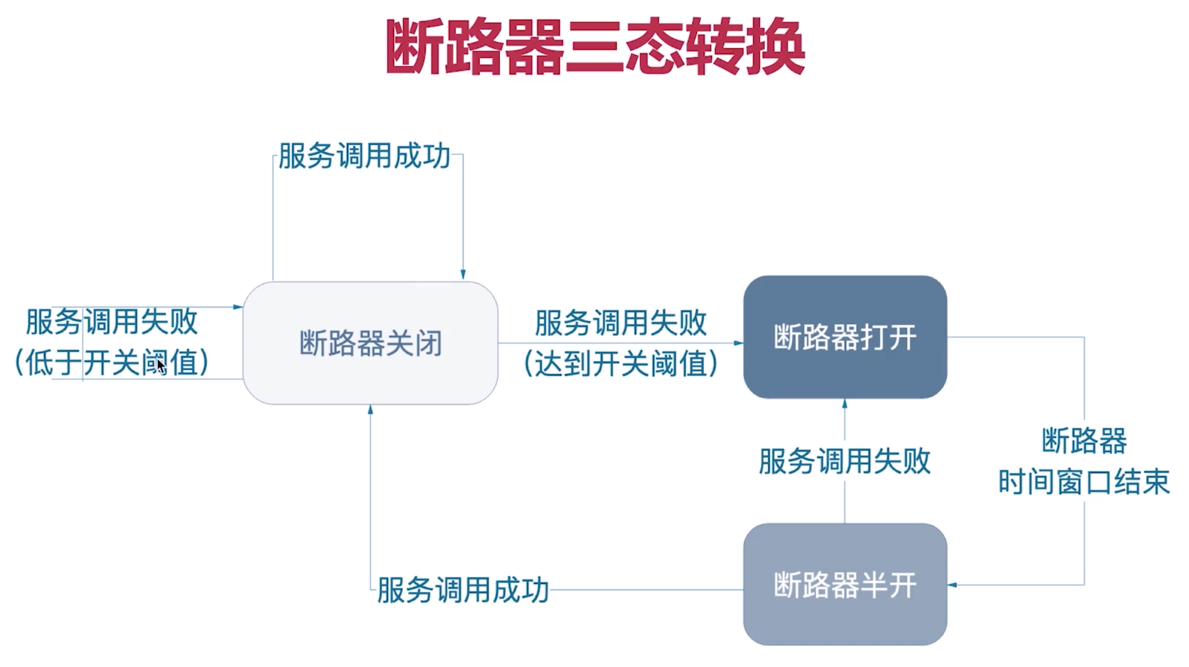 断路器三态转换
服务调用成功
服务调用失败
(低于开关阈值)
断路器关闭
服务调用失败
(达到开关阈值)
断路器打开
断路器
时间窗口结束
服务调用失败
服务调用成功
断路器半开